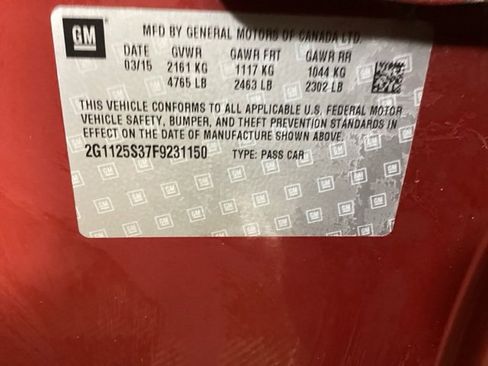 GM
MFD BY GENERAL MOTORS OF CANADA LTD.
DATE GVWR GAWR FRT GAWR RR
03/15 2161 KG 1117 KG 1044 KG
4765 LB 2463 LB 2302 LB
THIS VEHICLE CONFORMS TO ALL APPLICABLE U.S. FEDERAL MOTOR
VEHICLE SAFETY, BUMPER, AND THEFT PREVENTION STANDARDS IN
EFFECT ON THE DATE OF MANUFACTURE SHOWN ABOVE.
2G1125S37F9231150 TYPE: PASS CAR